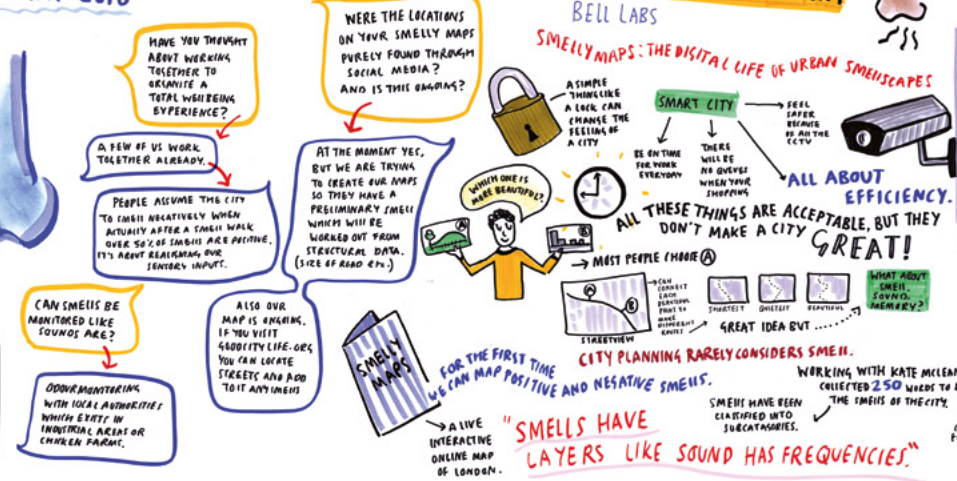 HAVE YOU THOUGHT
ABOUT WORKING
TOGETHER TO
ORGANISE A
TOTAL WELLBEING
EXPERIENCE?
A FEW OF US WORK
TOGETHER ALREADY.
PEOPLE ASSUME THE CITY
TO SMELL NEGATIVELY WHEN
ACTUALLY AFTER A SMELL WALK
OVER 50% OF SMELLS ARE POSITIVE.
IT'S ABOUT REALIGNING OUR
SENSORY INPUTS.
CAN SMELLS BE
MONITORED LIKE
SOUNDS ARE?
ODOUR MONITORING
WITH LOCAL AUTHORITIES
WHICH EXISTS IN
INDUSTRIAL AREAS OR
CHICKEN FARMS.
WERE THE LOCATIONS
ON YOUR SMELLY MAPS
PURELY FOUND THROUGH
SOCIAL MEDIA?
AND IS THIS ONGOING?
AT THE MOMENT YES,
BUT WE ARE TRYING
TO CREATE OUR MAPS
SO THEY HAVE A
PRELIMINARY SMELL
WHICH WILL BE
WORKED OUT FROM
STRUCTURAL DATA.
(SIZE OF ROAD ETC.)
ALSO OUR
MAP IS ONGOING.
IF YOU VISIT
GOODCITYLIFE.ORG
YOU CAN LOCATE
STREETS AND ADD
TO IT ANY SMELLS
BELL LABS
SMELLY MAPS: THE DIGITAL LIFE OF URBAN SMELLSCAPES
A SIMPLE
THING LIKE
A LOCK CAN
CHANGE THE
FEELING OF
A CITY
SMART CITY
FEEL
SAFER
BECAUSE
OF ALL THE
CCTV
BE ON TIME
FOR WORK
EVERYDAY
THERE
WILL BE
NO QUEUES
WHEN YOUR
SHOPPING
ALL ABOUT
EFFICIENCY.
WHICH ONE IS
MORE BEAUTIFUL?
A
B
ALL THESE THINGS ARE ACCEPTABLE, BUT THEY
DON'T MAKE A CITY GREAT!
→ MOST PEOPLE CHOOSE A
A
B
STREETVIEW
CAN
CONNECT
EACH
BEAUTIFUL
POINT TO
MAKE
DIFFERENT
ROUTES
SHORTEST
QUIETEST
BEAUTIFUL
GREAT IDEA BUT
WHAT ABOUT
SMELL.
SOUND.
MEMORY?
CITY PLANNING RARELY CONSIDERS SMELL.
SMELLY
MAPS
FOR THE FIRST TIME
WE CAN MAP POSITIVE AND NEGATIVE SMELLS.
→ A LIVE
INTERACTIVE
ONLINE MAP
OF LONDON.
WORKING WITH KATE MCLEAN
COLLECTED 250 WORDS TO
THE SMELLS OF THE CITY.
SMELLS HAVE BEEN
CLASSIFIED INTO
SUBCATAGORIES.
"SMELLS HAVE
LAYERS LIKE SOUND HAS FREQUENCIES."